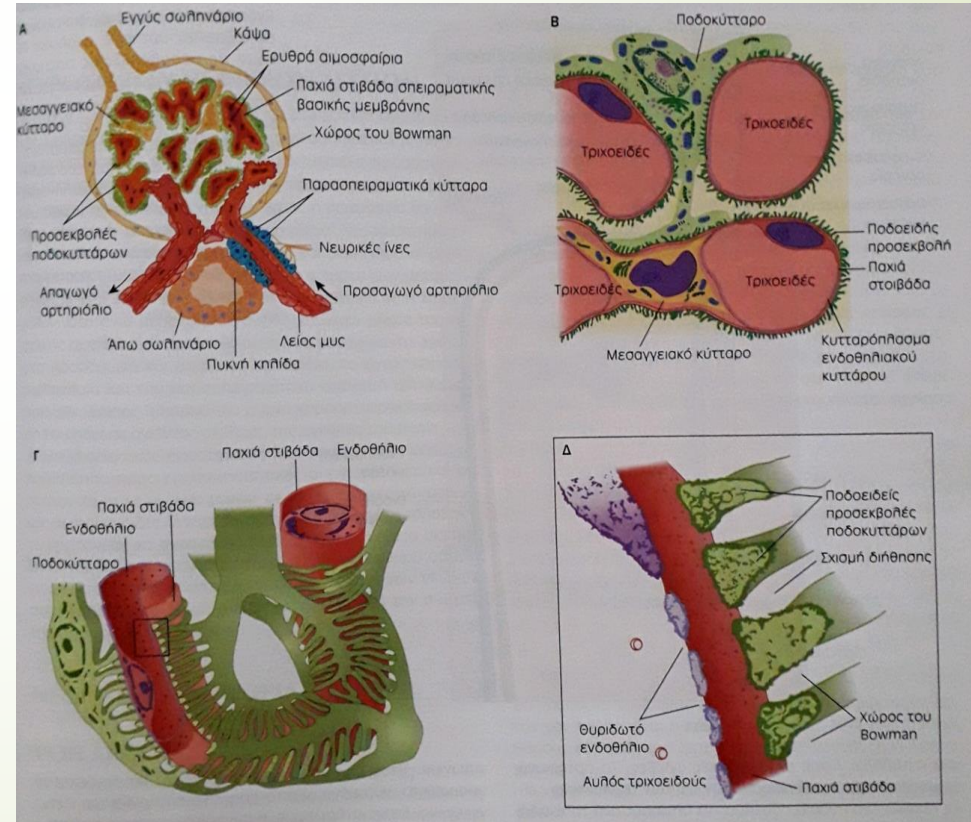 Α
Εγγύς σωληνάριο
Κάψα
Ερυθρά αιμοσφαίρια
Παχιά στιβάδα σπειραματικής
βασικής μεμβράνης
Χώρος του Bowman
Παρασπειραματικά κύτταρα
Νευρικές ίνες
Προσαγωγό αρτηριόλιο
Λείος μυς
Πυκνή κηλίδα
Άπω σωληνάριο
Απαγωγό
αρτηριόλιο
Προσεκβολές
ποδοκυττάρων
Μεσαγγειακό
κύτταρο
Β
Ποδοκύτταρο
Τριχοειδές
Τριχοειδές
Τριχοειδές
Τριχοειδές
Ποδοειδής
προσεκβολή
Παχιά
στοιβάδα
Κυτταρόπλασμα
ενδοθηλιακού
κυττάρου
Μεσαγγειακό κύτταρο
Γ
Παχιά στιβάδα
Ενδοθήλιο
Παχιά στιβάδα
Ενδοθήλιο
Ποδοκύτταρο
Δ
Ποδοειδείς
προσεκβολές
ποδοκυττάρων
Σχισμή διήθησης
Χώρος του
Bowman
Θυριδωτό
ενδοθήλιο
Αυλός τριχοειδούς
Παχιά στιβάδα